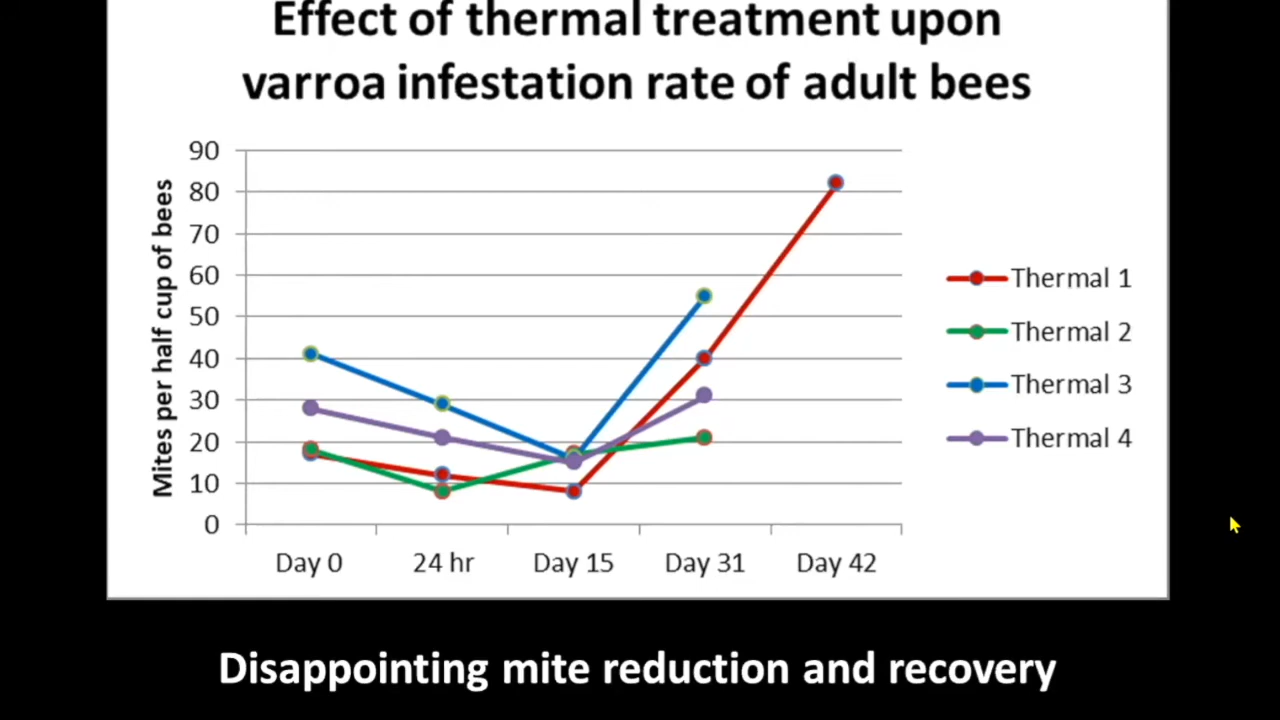 Effect of thermal treatment upon
varroa infestation rate of adult bees
Mites per half cup of bees
90
80
70
60
50
40
30
20
10
0
Day 0
24 hr
Day 15
Day 31
Day 42
Thermal 1
Thermal 2
Thermal 3
Thermal 4
Disappointing mite reduction and recovery